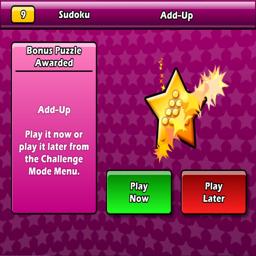 9 Sudoku Add-Up
Bonus Puzzle
Awarded
Add-Up
Play it now or
play it later from
the Challenge
Mode Menu.
Play
Now
Play
Later